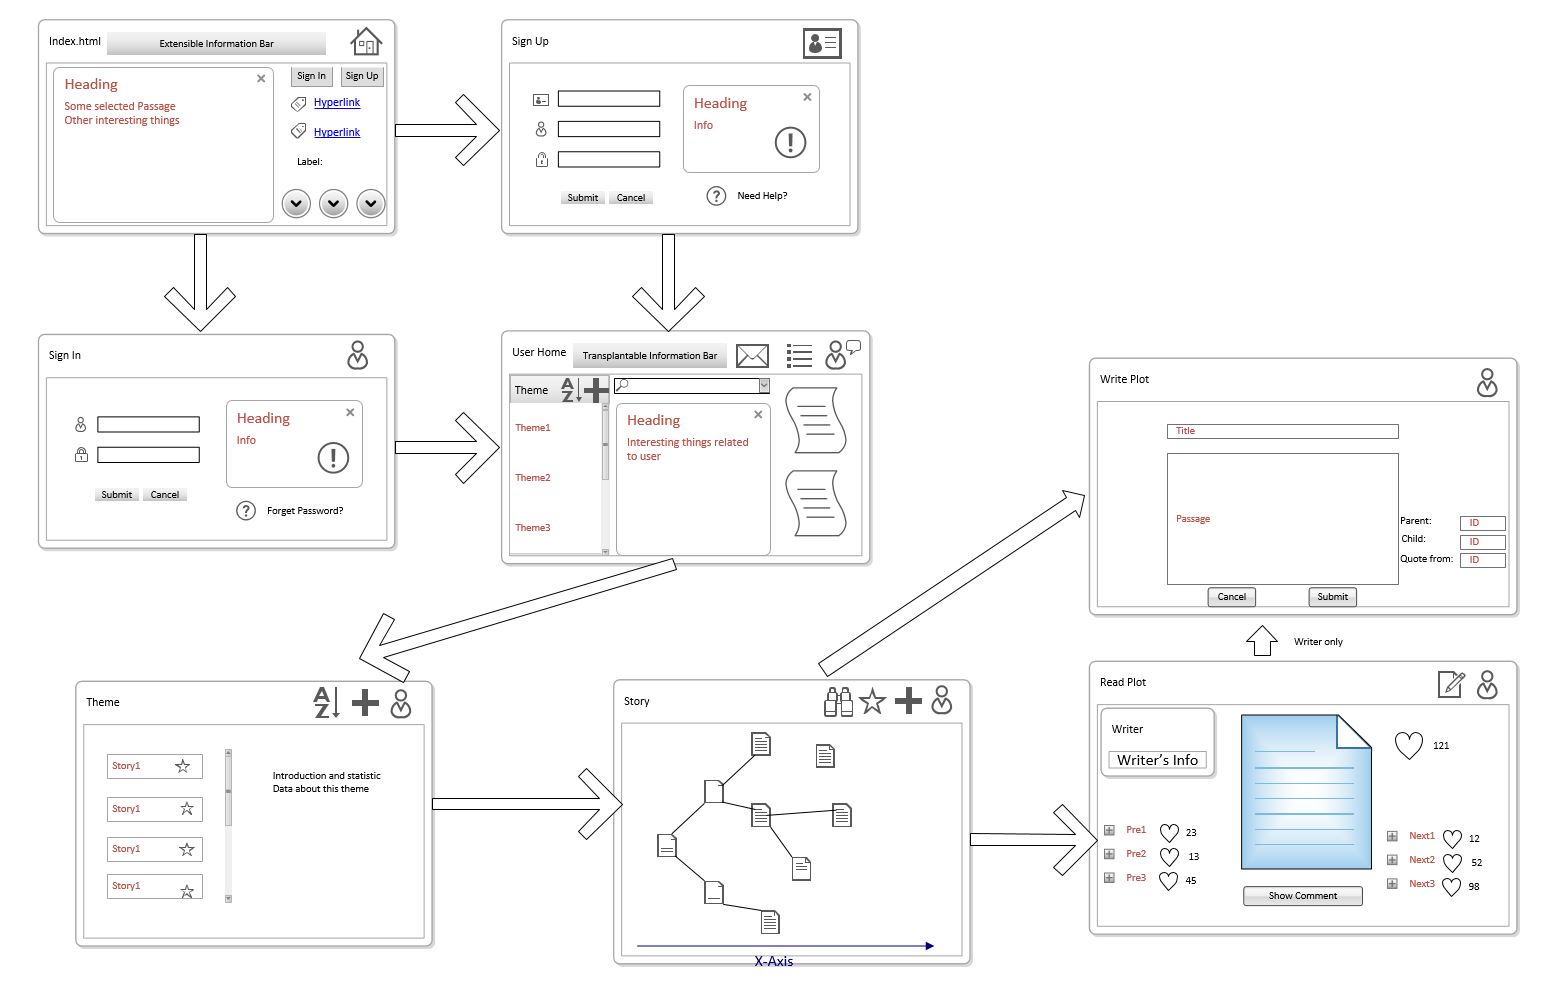 Index.html
Extensible Information Bar
Heading
Some selected Passage
Other interesting things
Sign In
Sign Up
Hyperlink
Hyperlink
Label:
Sign Up
Heading
Info
Submit
Cancel
Need Help?
Sign In
Heading
Info
Submit
Cancel
Forget Password?
User Home
Transplantable Information Bar
Theme
A
Z
Theme1
Theme2
Theme3
Heading
Interesting things related
to user
Write Plot
Title
Passage
Parent:
ID
Child:
ID
Quote from:
ID
Cancel
Submit
Writer only
Theme
A
Z
Story1
Story1
Story1
Story1
Introduction and statistic
Data about this theme
Story
X-Axis
Read Plot
Writer
Writer's Info
121
Pre1
23
Pre2
13
Pre3
45
Next1
12
Next2
52
Next3
98
Show Comment